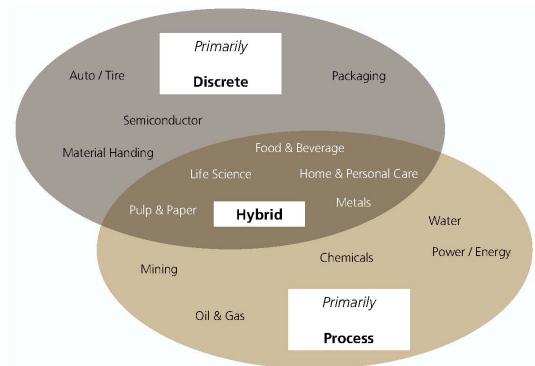 Primarily
Discrete
Auto / Tire
Packaging
Semiconductor
Material Handing
Food & Beverage
Life Science
Home & Personal Care
Pulp & Paper
Hybrid
Metals
Water
Power / Energy
Chemicals
Mining
Oil & Gas
Primarily
Process